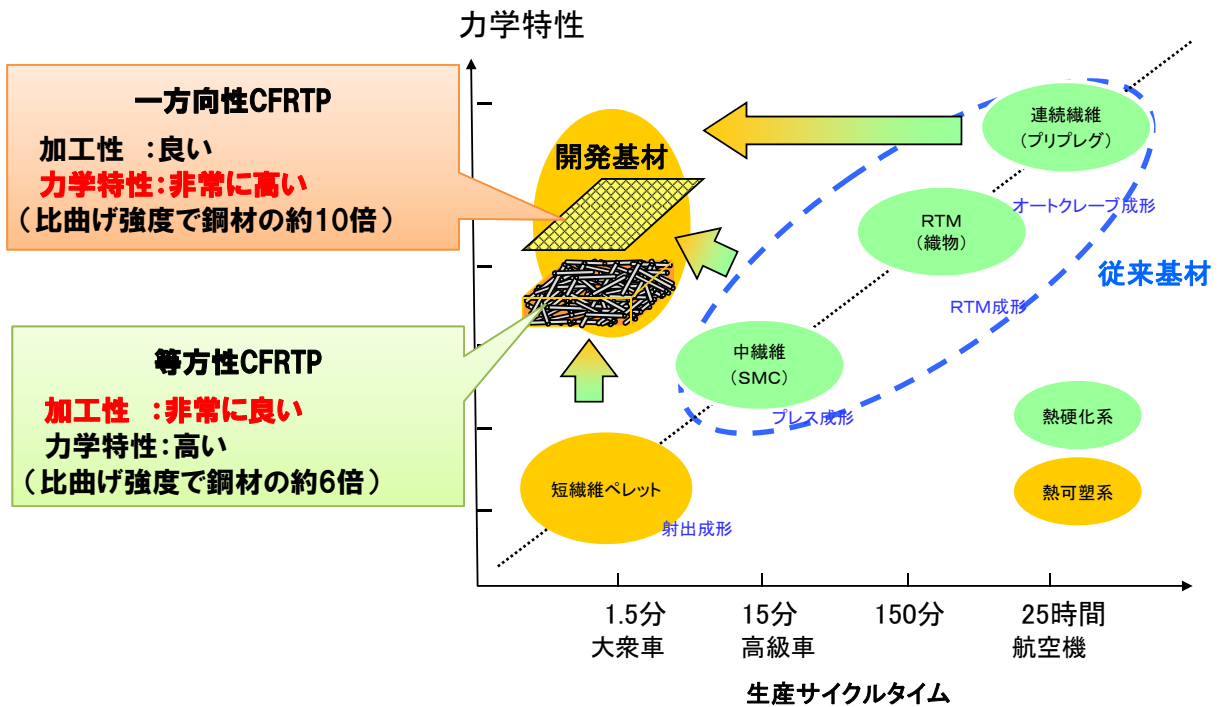 力学特性
一方向性CFRTP
加工性 ：良い
力学特性：非常に高い
（比曲げ強度で鋼材の約10倍）
開発基材
連続繊維
（プリプレグ）
オートクレーブ成形
RTM
（織物）
従来基材
RTM成形
等方性CFRTP
加工性 ：非常に良い
力学特性：高い
（比曲げ強度で鋼材の約6倍）
中繊維
（SMC）
プレス成形
熱硬化系
短繊維ペレット
熱可塑系
射出成形
1.5分
15分
150分
25時間
大衆車
高級車
航空機
生産サイクルタイム